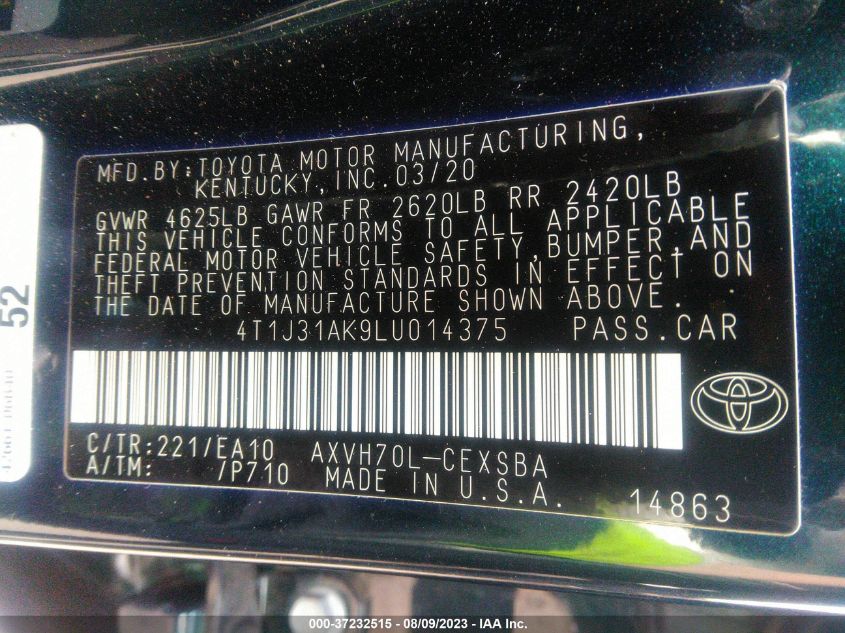 MFD.BY:TOYOTA MOTOR MANUFACTURING,
KENTUCKY,INC.03/20
GVWR 4625LB GAWR FR 2620LB RR 2420LB
THIS VEHICLE CONFORMS TO ALL APPLICABLE
FEDERAL MOTOR VEHICLE SAFETY,BUMPER,AND
THEFT PREVENTION STANDARDS IN EFFECT ON
THE DATE OF MANUFACTURE SHOWN ABOVE.
4T1J31AK9LU014375 PASS.CAR
C/TR:221/EA10 AXVH70L-CEXSBA
A/TM: /P710 MADE IN U.S.A. 14863
52
000-37232515 - 08/09/2023 - IAA Inc.